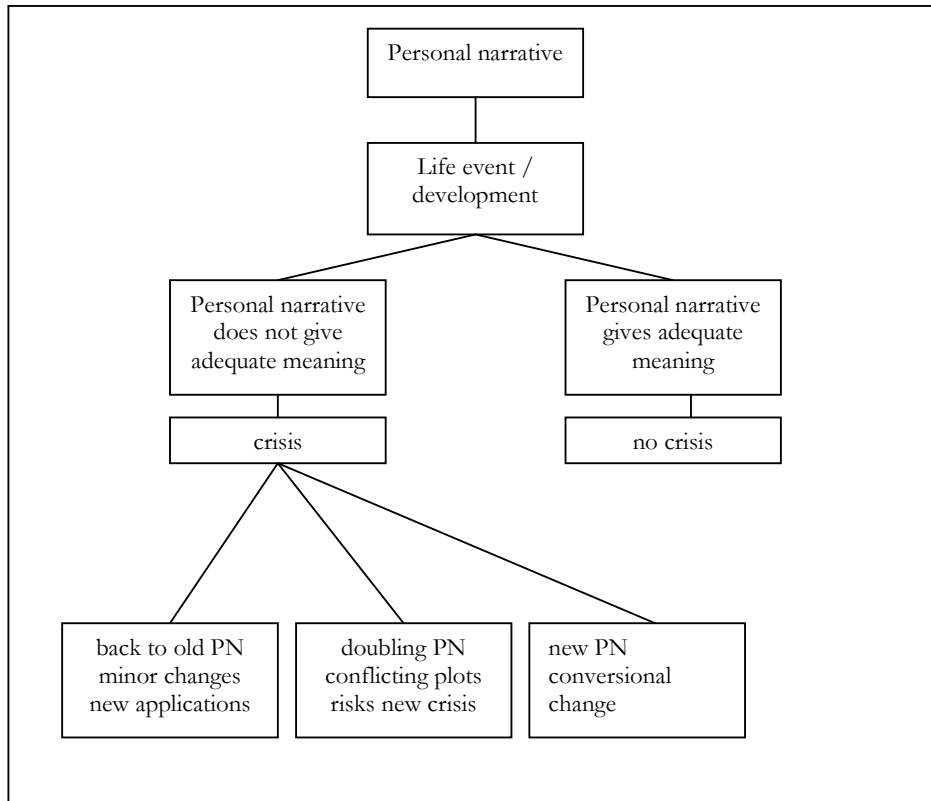 Personal narrative
Life event /
development
Personal narrative
does not give
adequate meaning
Personal narrative
gives adequate
meaning
crisis
no crisis
back to old PN
minor changes
new applications
doubling PN
conflicting plots
risks new crisis
new PN
conversional
change